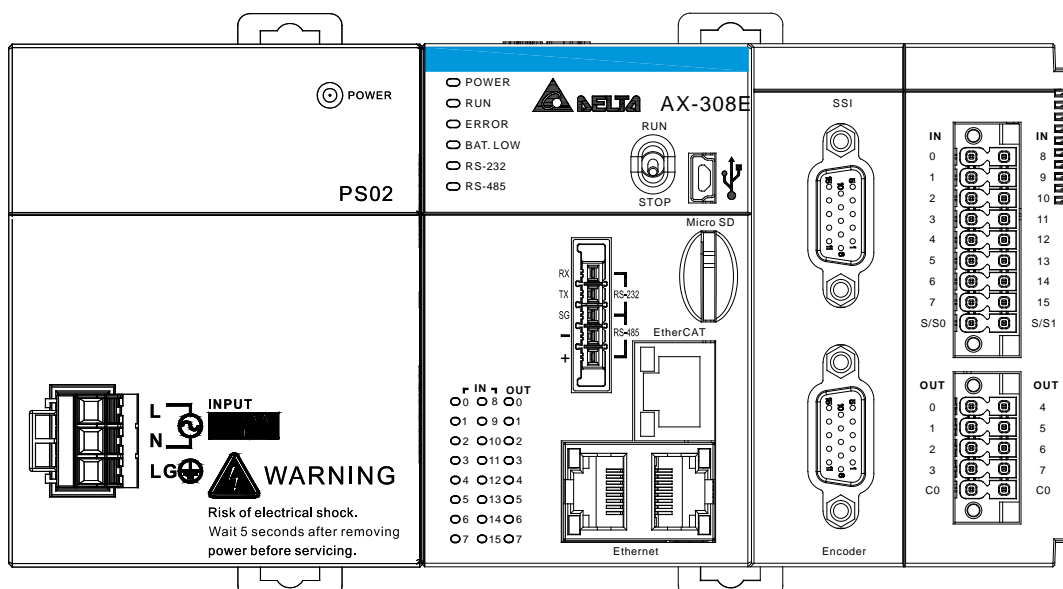 POWER
PS02
L
N
LG
INPUT
WARNING
Risk of electrical shock.
Wait 5 seconds after removing
power before servicing.
POWER
RUN
ERROR
BAT. LOW
RS-232
RS-485
DELTA
AX-308E
RUN
STOP
Micro SD
RX
TX
SG
−
+
RS-232
RS-485
EtherCAT
IN OUT
0 8 0
1 9 1
2 10 2
3 11 3
4 12 4
5 13 5
6 14 6
7 15 7
Ethernet
SSI
Encoder
IN IN
0 8
1 9
2 10
3 11
4 12
5 13
6 14
7 15
S/S0 S/S1
OUT OUT
0 4
1 5
2 6
3 7
C0 C0